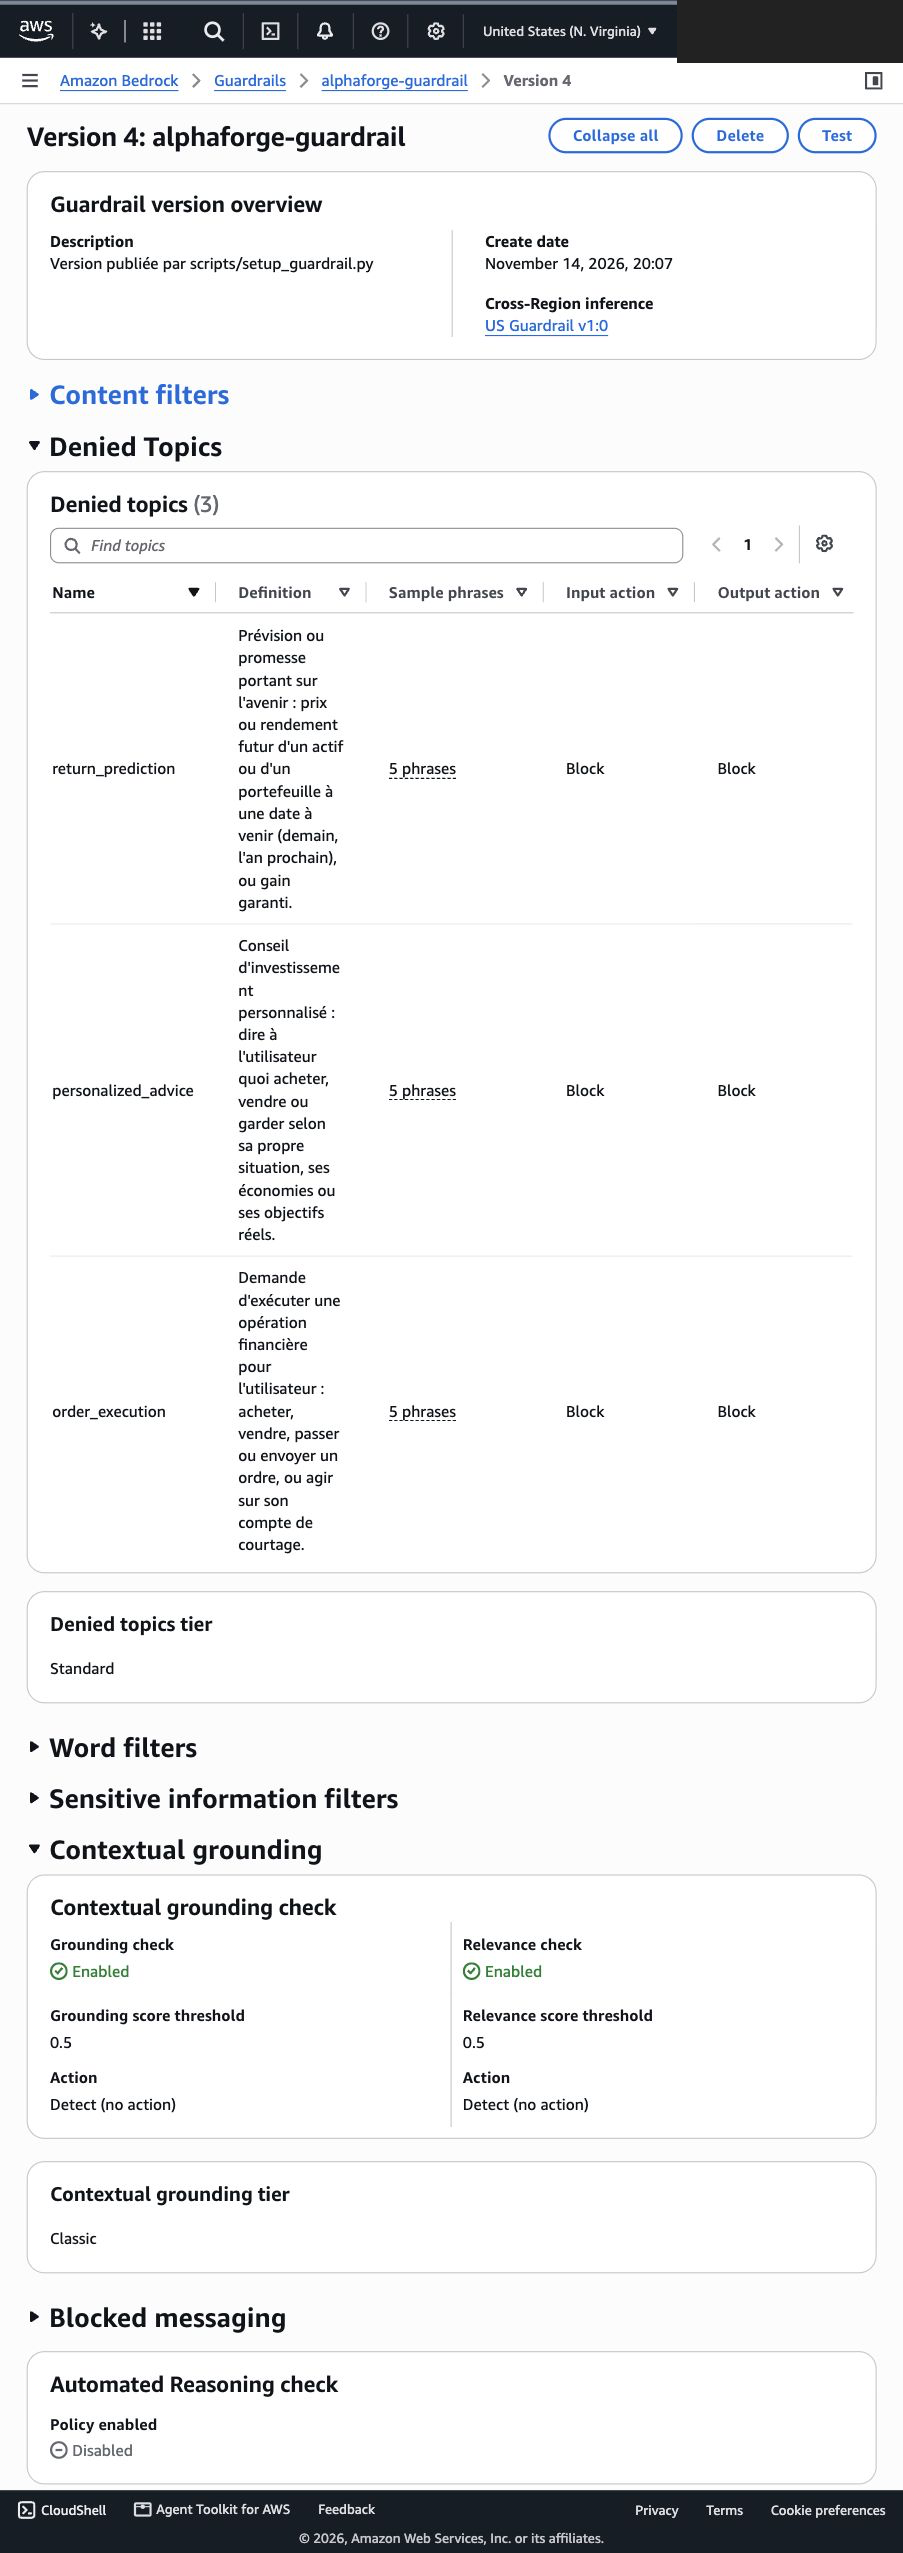 aws
United States (N. Virginia)
Amazon Bedrock
Guardrails
alphaforge-guardrail
Version 4
Version 4: alphaforge-guardrail
Collapse all
Delete
Test
Guardrail version overview
Description
Version publiée par scripts/setup_guardrail.py
Create date
November 14, 2026, 20:07
Cross-Region inference
US Guardrail v1:0
Content filters
Denied Topics
Denied topics (3)
Find topics
1
Name
Definition
Sample phrases
Input action
Output action
return_prediction
Prévision ou
promesse
portant sur
l'avenir : prix
ou rendement
futur d'un actif
ou d'un
portefeuille à
une date à
venir (demain,
l'an prochain),
ou gain
garanti.
5 phrases
Block
Block
personalized_advice
Conseil
d'investisseme
nt
personnalisé :
dire à
l'utilisateur
quoi acheter,
vendre ou
garder selon
sa propre
situation, ses
économies ou
ses objectifs
réels.
5 phrases
Block
Block
order_execution
Demande
d'exécuter une
opération
financière
pour
l'utilisateur :
acheter,
vendre, passer
ou envoyer un
ordre, ou agir
sur son
compte de
courtage.
5 phrases
Block
Block
Denied topics tier
Standard
Word filters
Sensitive information filters
Contextual grounding
Contextual grounding check
Grounding check
Enabled
Grounding score threshold
0.5
Action
Detect (no action)
Relevance check
Enabled
Relevance score threshold
0.5
Action
Detect (no action)
Contextual grounding tier
Classic
Blocked messaging
Automated Reasoning check
Policy enabled
Disabled
CloudShell
Agent Toolkit for AWS
Feedback
Privacy
Terms
Cookie preferences
© 2026, Amazon Web Services, Inc. or its affiliates.